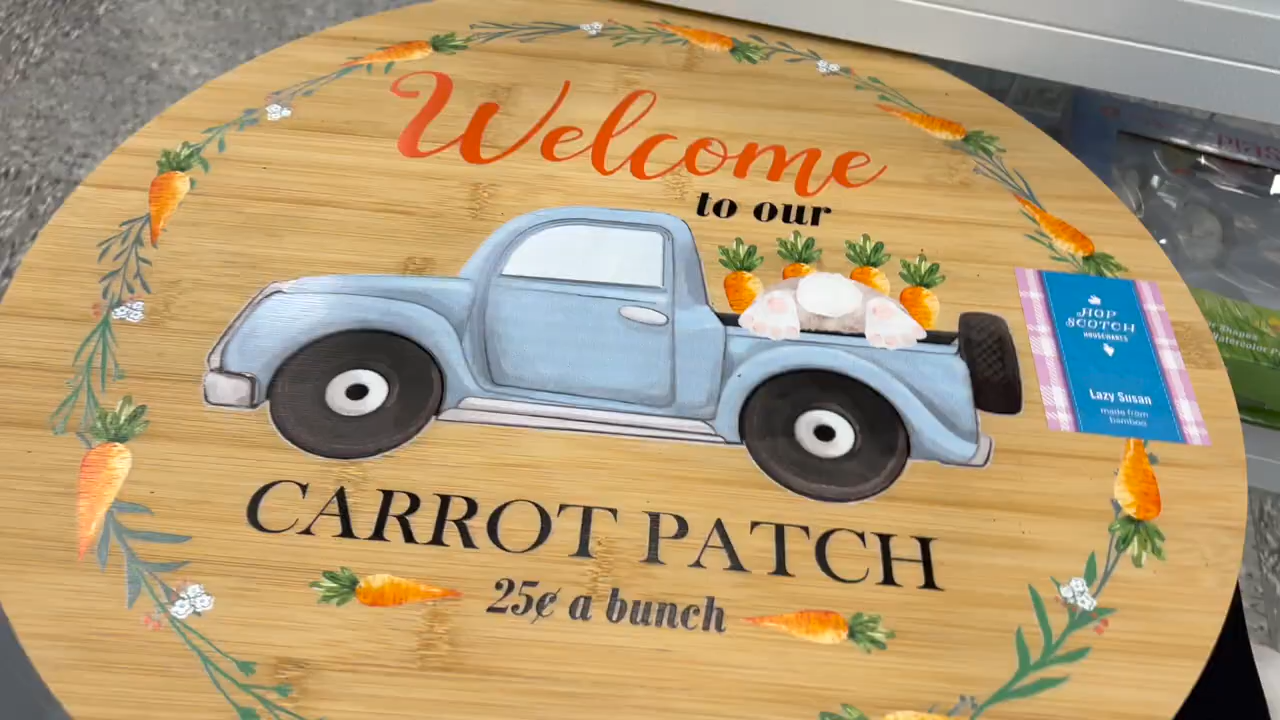 Welcome
to our
CARROT PATCH
25¢ a bunch
HOP
SCOTCH
HOUSEWARES
Lazy Susan
made from
bamboo